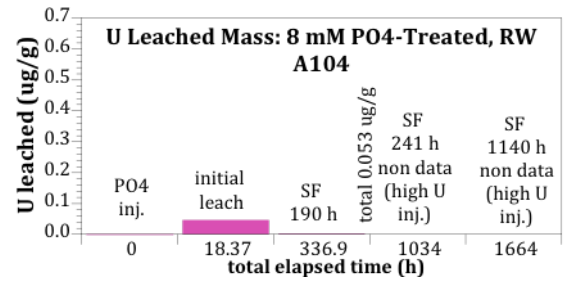 U Leached Mass: 8 mM PO4-Treated, RW
A104
U leached (ug/g)
0.7
0.6
0.5
0.4
0.3
0.2
0.1
0.0
PO4
inj.
initial
leach
SF
190 h
total 0.053 ug/g
SF
241 h
non data
(high U
inj.)
SF
1140 h
non data
(high U
inj.)
0 18.37 336.9 1034 1664
total elapsed time (h)